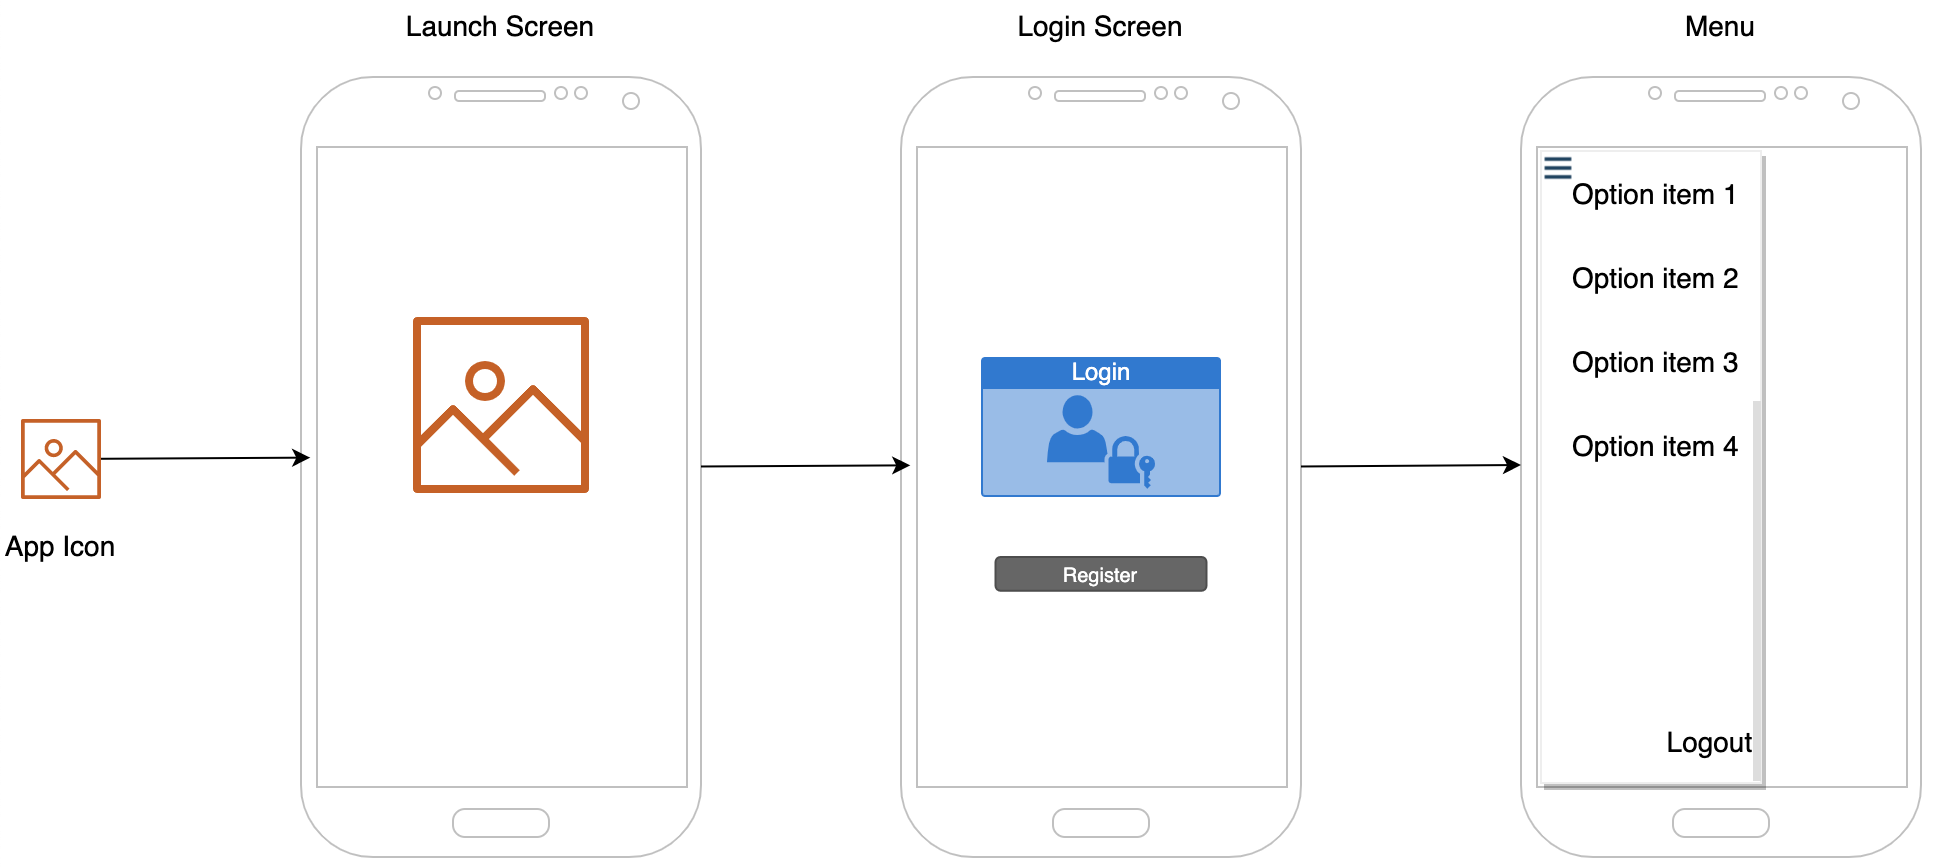 Launch Screen
Login Screen
Menu
App Icon
Login
Register
Option item 1
Option item 2
Option item 3
Option item 4
Logout